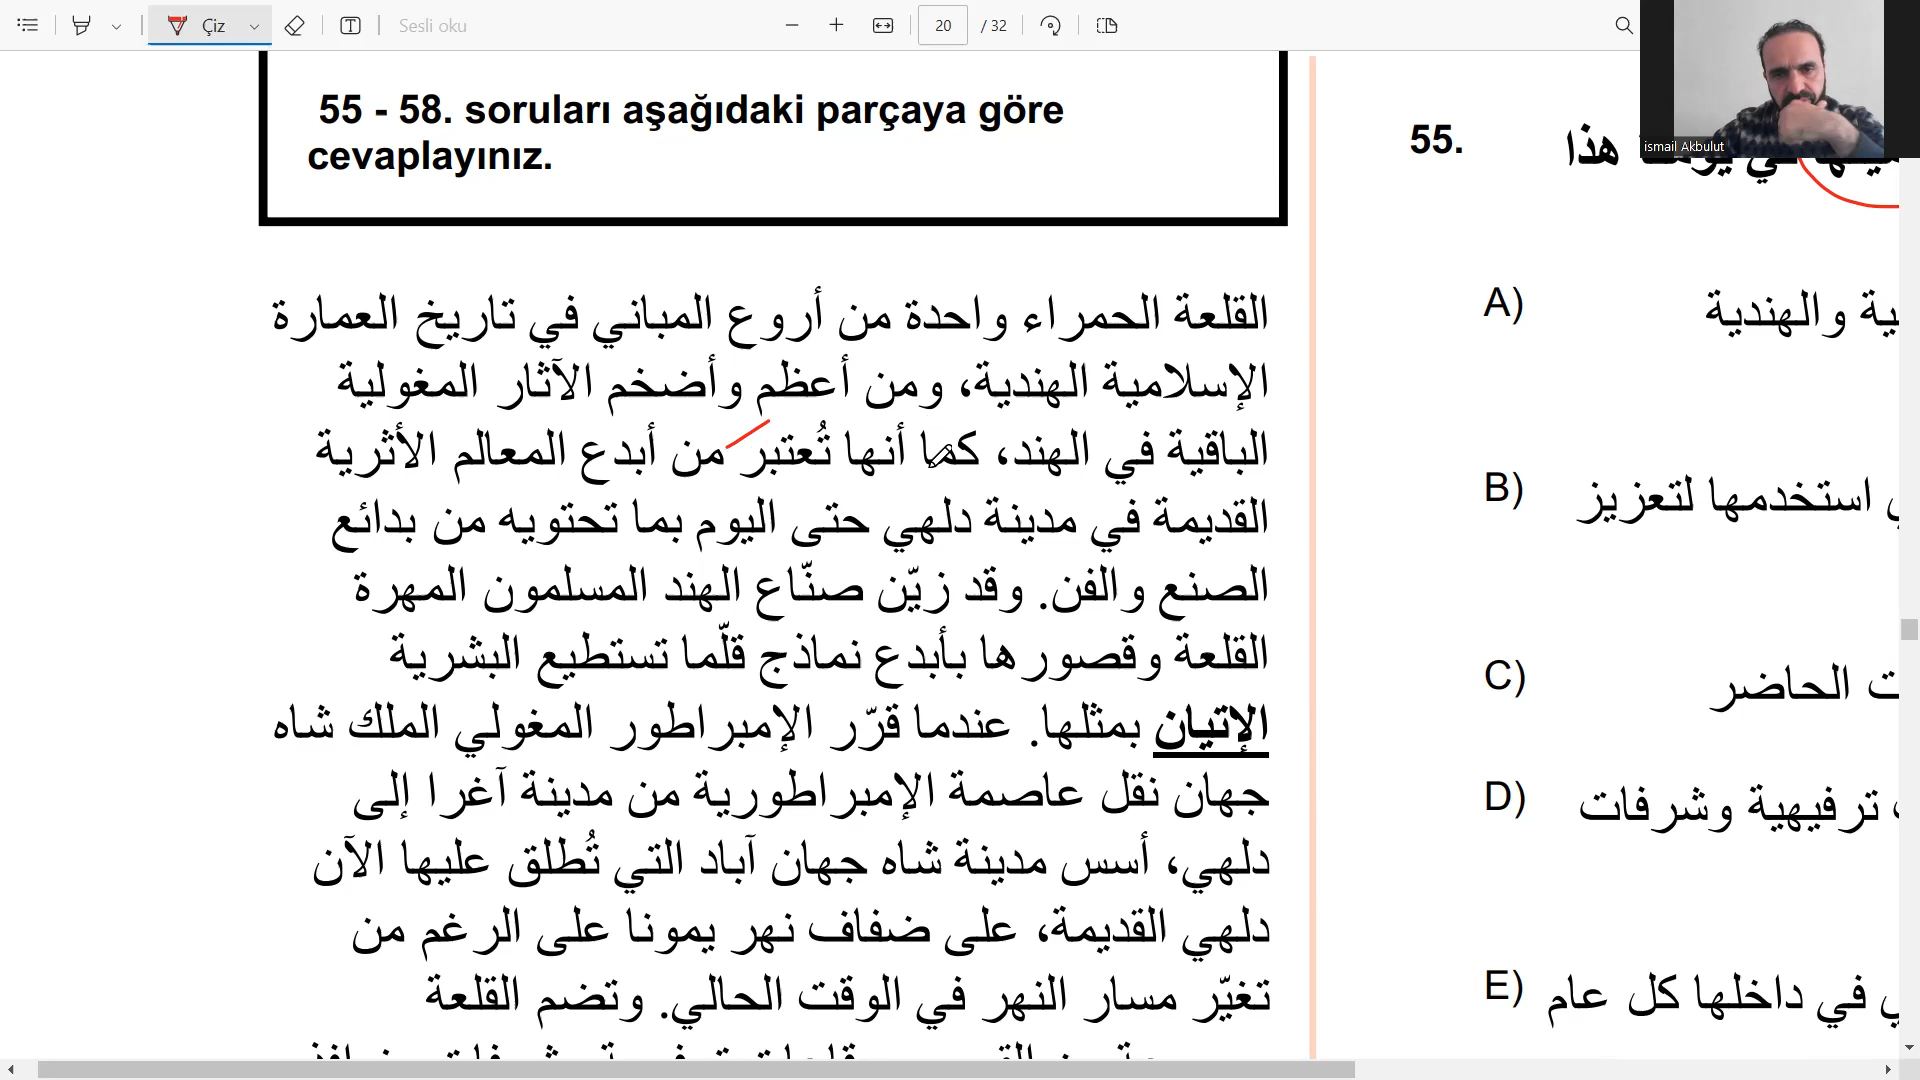 Çiz
Sesli oku
20
/ 32
ismail Akbulut
55 - 58. soruları aşağıdaki parçaya göre
cevaplayınız.
القلعة الحمراء واحدة من أروع المباني في تاريخ العمارة
الإسلامية الهندية، ومن أعظم وأضخم الآثار المغولية
الباقية في الهند، كما أنها تُعتبر من أبدع المعالم الأثرية
القديمة في مدينة دلهي حتى اليوم بما تحتويه من بدائع
الصنع والفن. وقد زيّن صنّاع الهند المسلمون المهرة
القلعة وقصورها بأبدع نماذج قلّما تستطيع البشرية
الإتيان بمثلها. عندما قرّر الإمبراطور المغولي الملك شاه
جهان نقل عاصمة الإمبراطورية من مدينة آغرا إلى
دلهي، أسس مدينة شاه جهان آباد التي تُطلق عليها الآن
دلهي القديمة، على ضفاف نهر يمونا على الرغم من
تغيّر مسار النهر في الوقت الحالي. وتضم القلعة
55.
هذا
A)
والهندية
B)
استخدمها لتعزيز
C)
الحاضر
D)
ترفيهية وشرفات
E)
في داخلها كل عام